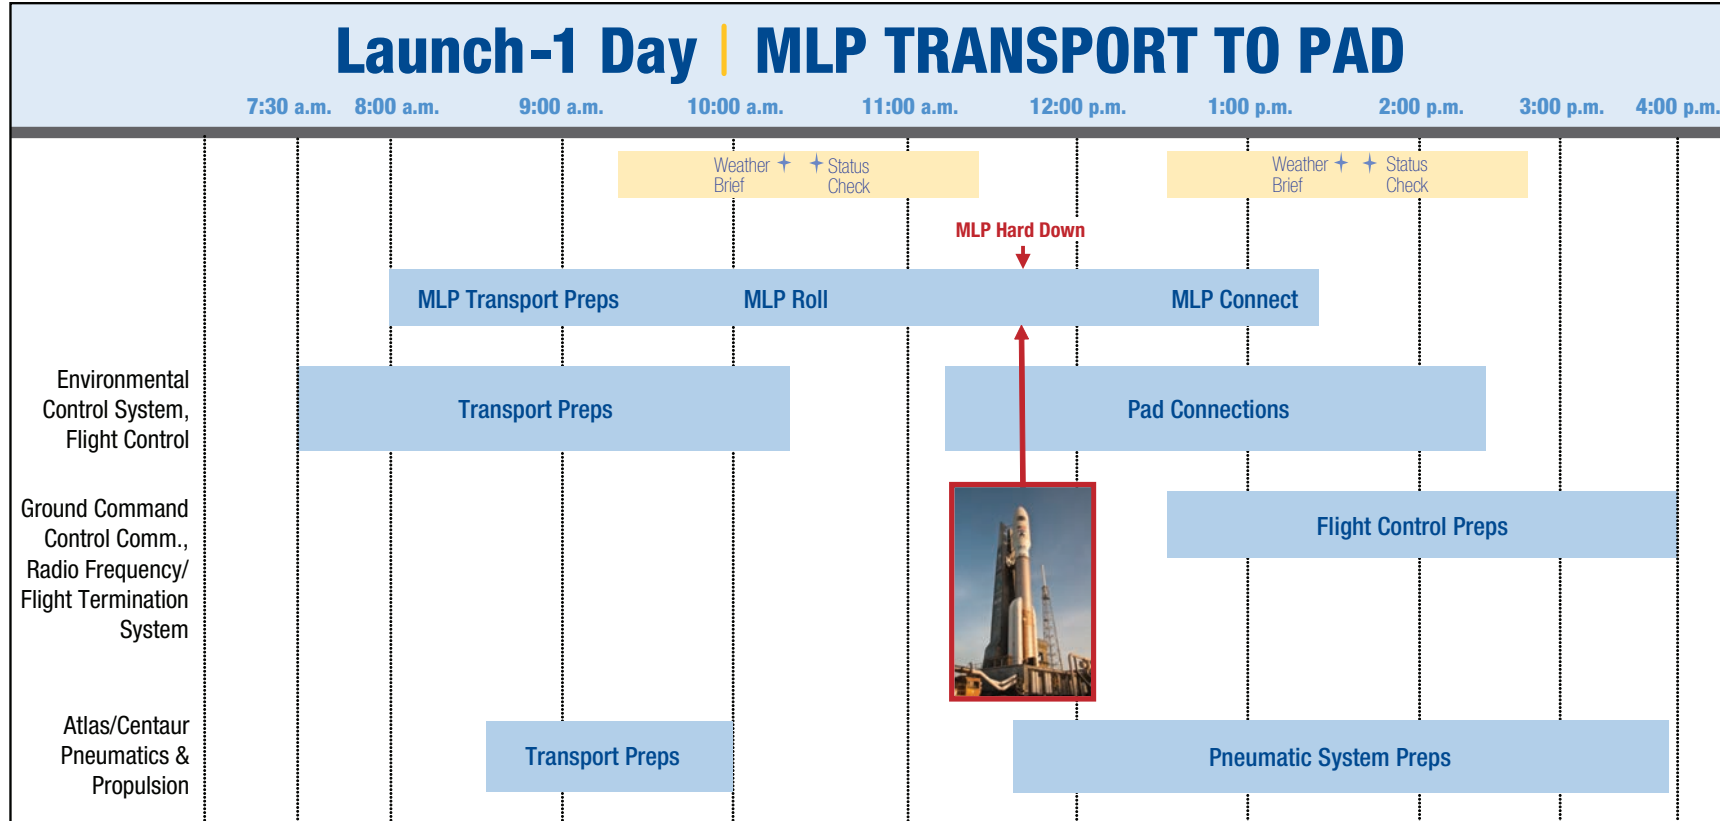 Launch-1 Day | MLP TRANSPORT TO PAD
7:30 a.m. 8:00 a.m. 9:00 a.m. 10:00 a.m. 11:00 a.m. 12:00 p.m. 1:00 p.m. 2:00 p.m. 3:00 p.m. 4:00 p.m.
Weather
Brief
Status
Check
Weather
Brief
Status
Check
MLP Hard Down
MLP Transport Preps
MLP Roll
MLP Connect
Environmental
Control System,
Flight Control
Transport Preps
Pad Connections
Ground Command
Control Comm.,
Radio Frequency/
Flight Termination
System
Flight Control Preps
Atlas/Centaur
Pneumatics &
Propulsion
Transport Preps
Pneumatic System Preps